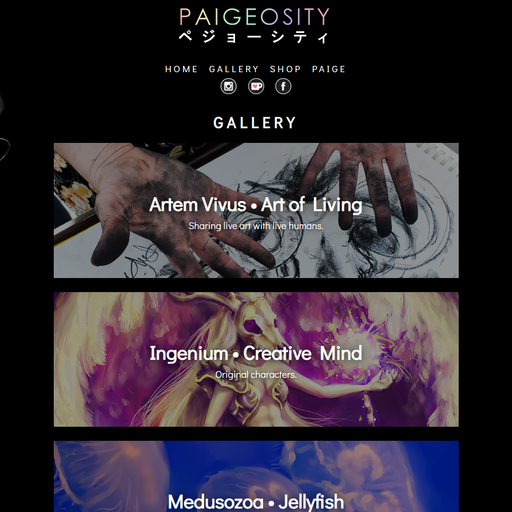 PAIGEOSITY
ペジョーシティ
HOME GALLERY SHOP PAIGE
GALLERY
Artem Vivus • Art of Living
Sharing live art with live humans.
Ingenium • Creative Mind
Original characters.
Medusozoa • Jellyfish